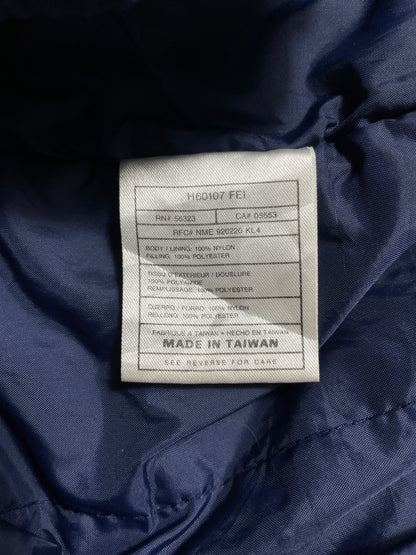 H60107 FEI
RN# 56323 CA# 05553
RFC# NME 920220 KL4
BODY / LINING: 100% NYLON
FILLING: 100% POLYESTER
TISSU D'EXTERIEUR / DOUBLURE:
100% POLYAMIDE
REMPLISSAGE: 100% POLYESTER
CUERPO / FORRO: 100% NYLON
RELLENO: 100% POLYESTER
FABRIQUE A TAIWAN • HECHO EN TAIWAN
MADE IN TAIWAN
SEE REVERSE FOR CARE